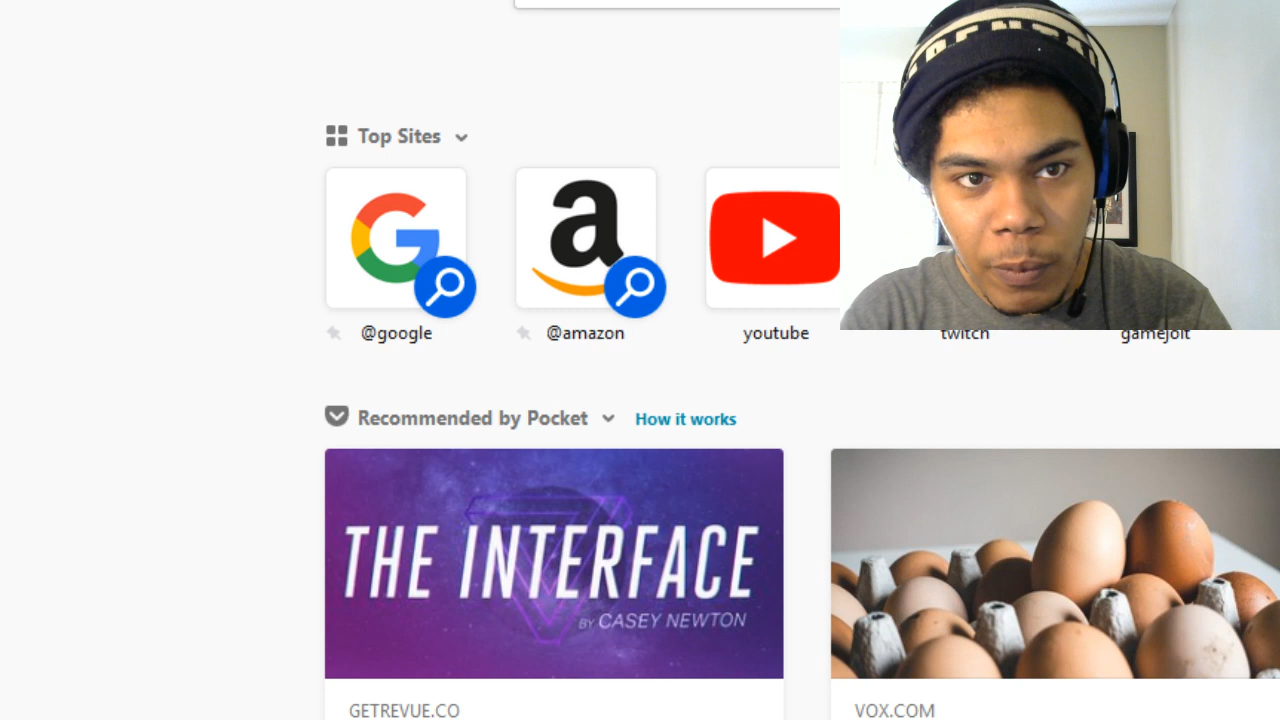 Top Sites
@google
@amazon
youtube
twitch
gamejolt
Recommended by Pocket
How it works
THE INTERFACE
BY CASEY NEWTON
GETREVUE.CO
VOX.COM